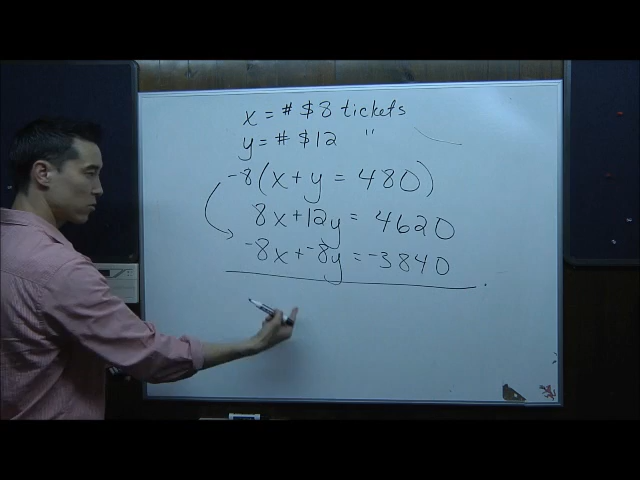 x = # $8 tickets
y = # $12 "
-8(x + y = 480)
8x + 12y = 4620
-8x + -8y = -3840